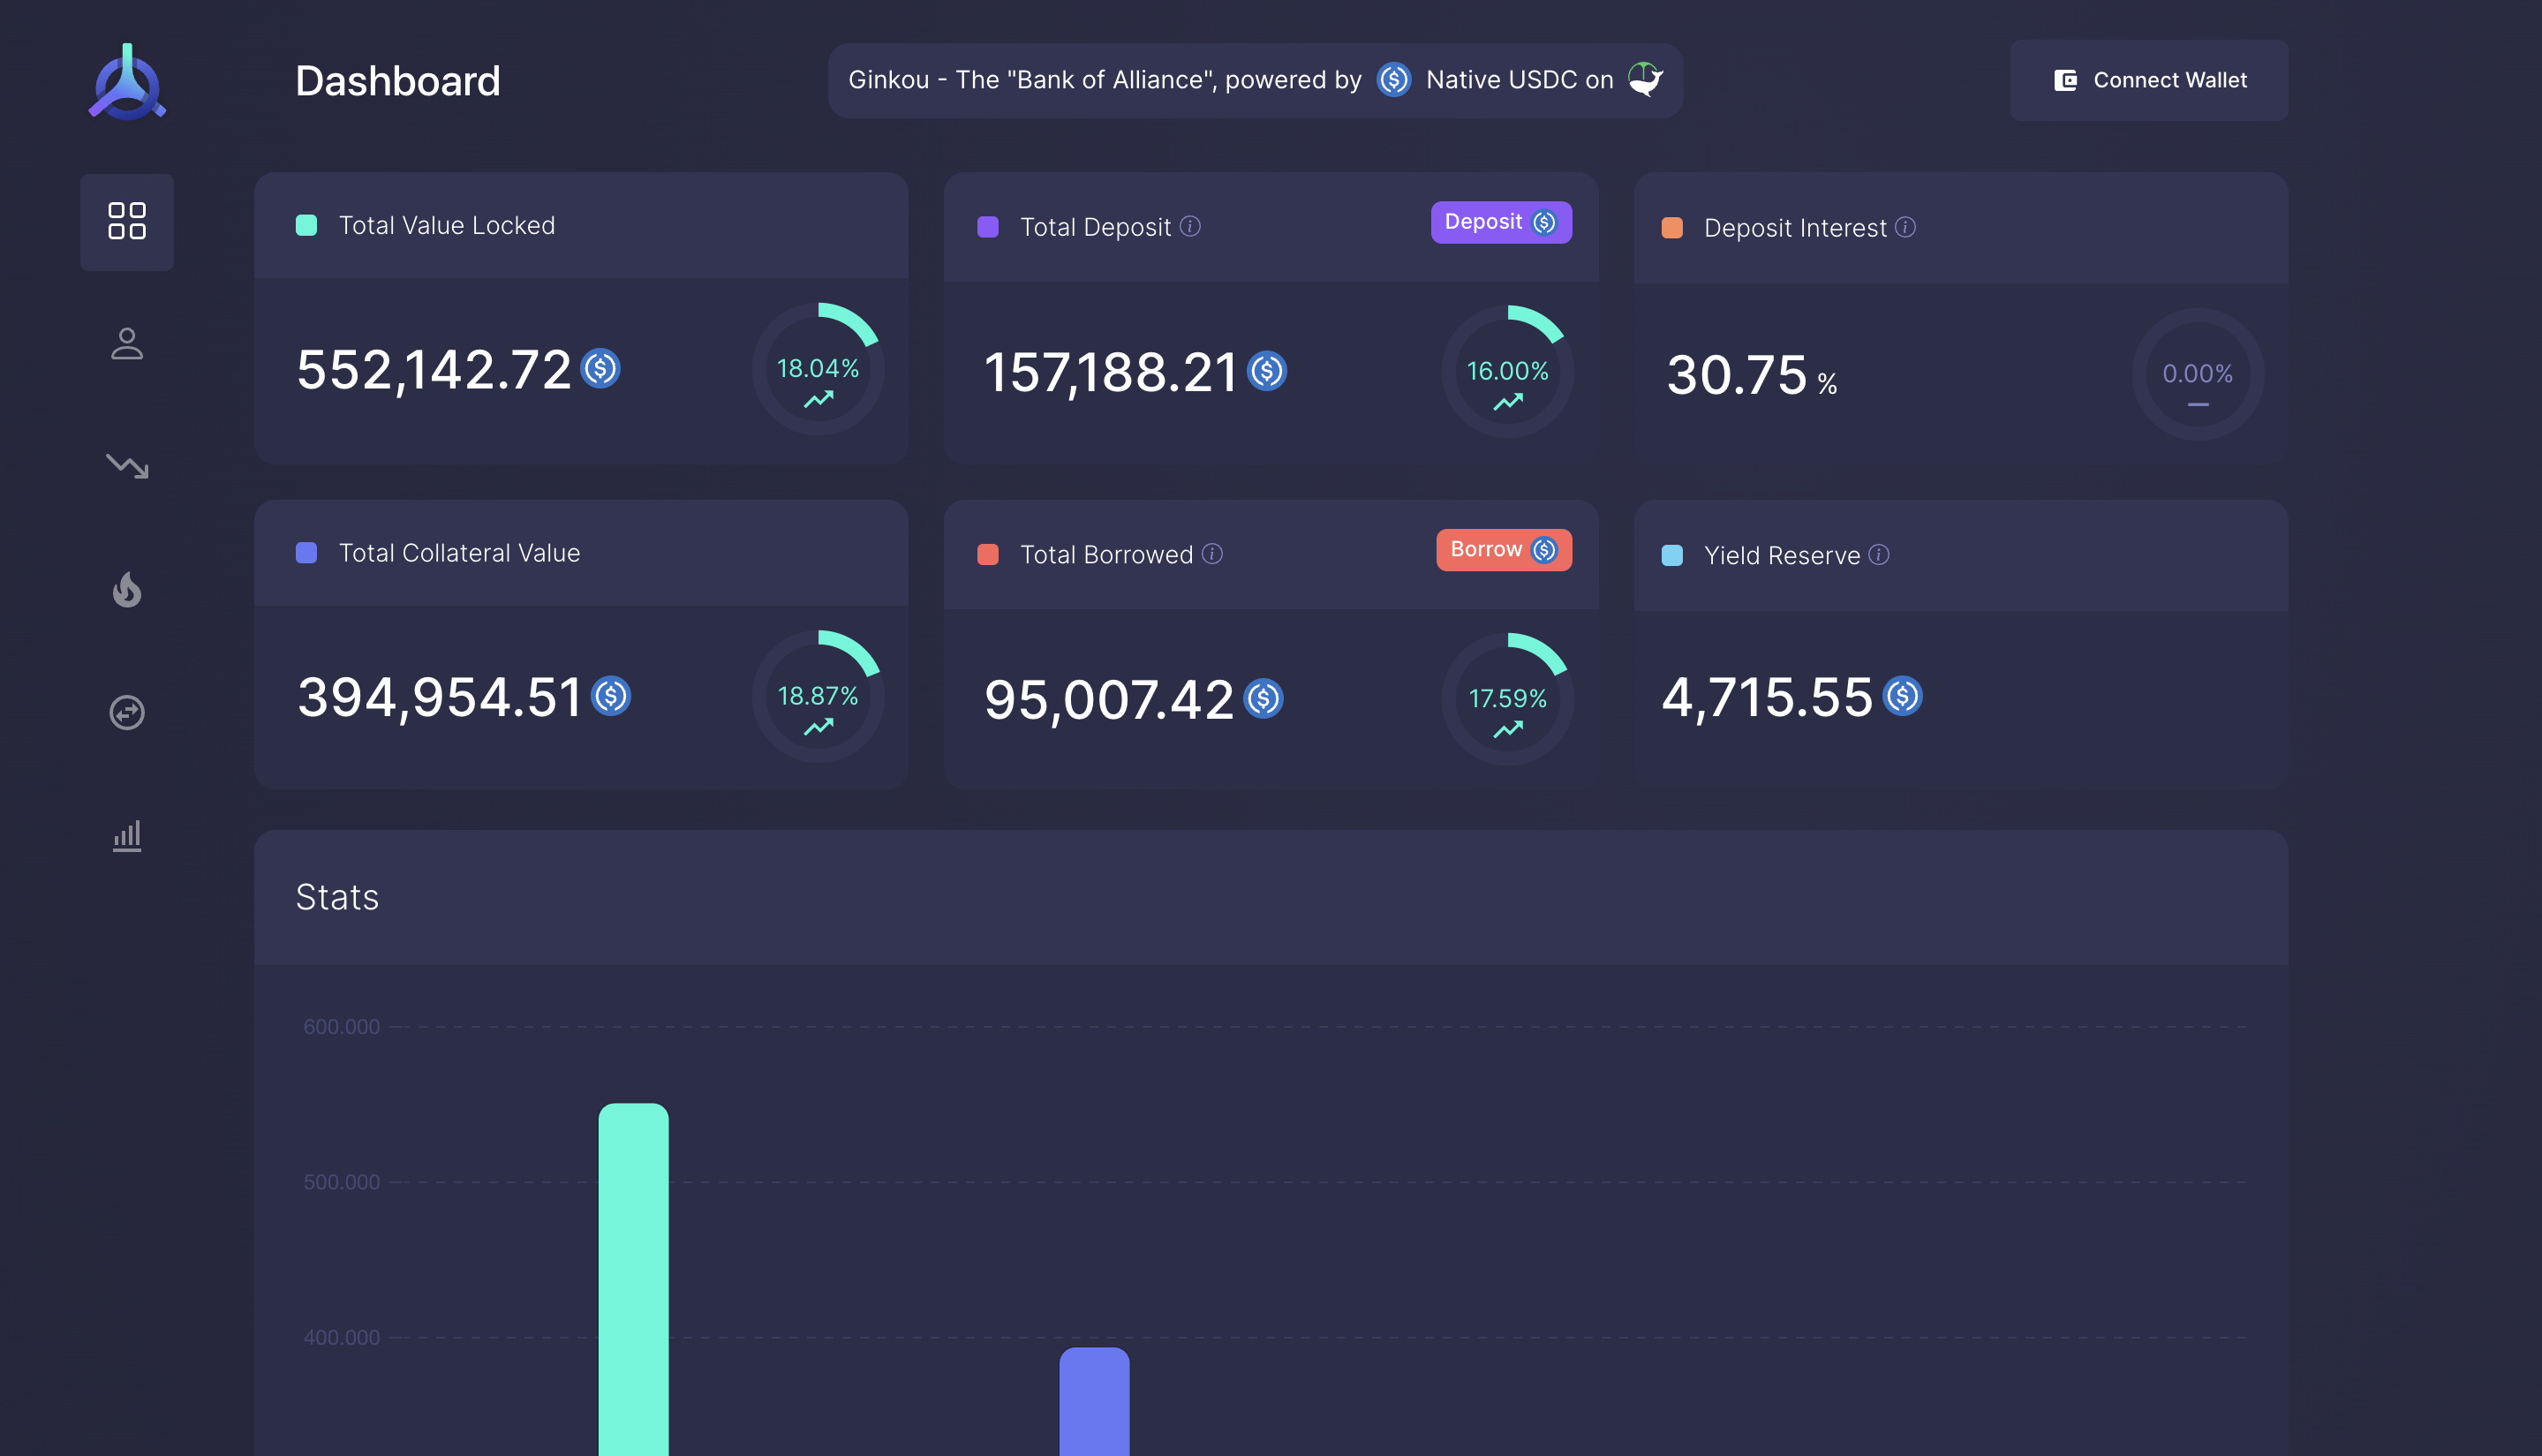 Dashboard
Ginkou - The "Bank of Alliance", powered by Native USDC on
Connect Wallet
Total Value Locked
552,142.72
18.04%
Total Deposit
Deposit
157,188.21
16.00%
Deposit Interest
30.75 %
0.00%
Total Collateral Value
394,954.51
18.87%
Total Borrowed
Borrow
95,007.42
17.59%
Yield Reserve
4,715.55
Stats
600.000
500.000
400.000